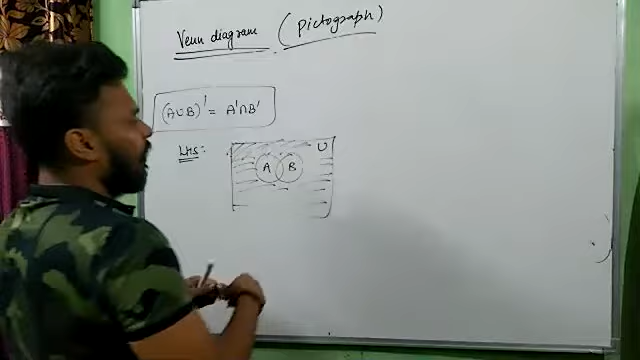 Venn diagram (Pictograph)
(A∪B)' = A'∩B'
LHS:
U
A B